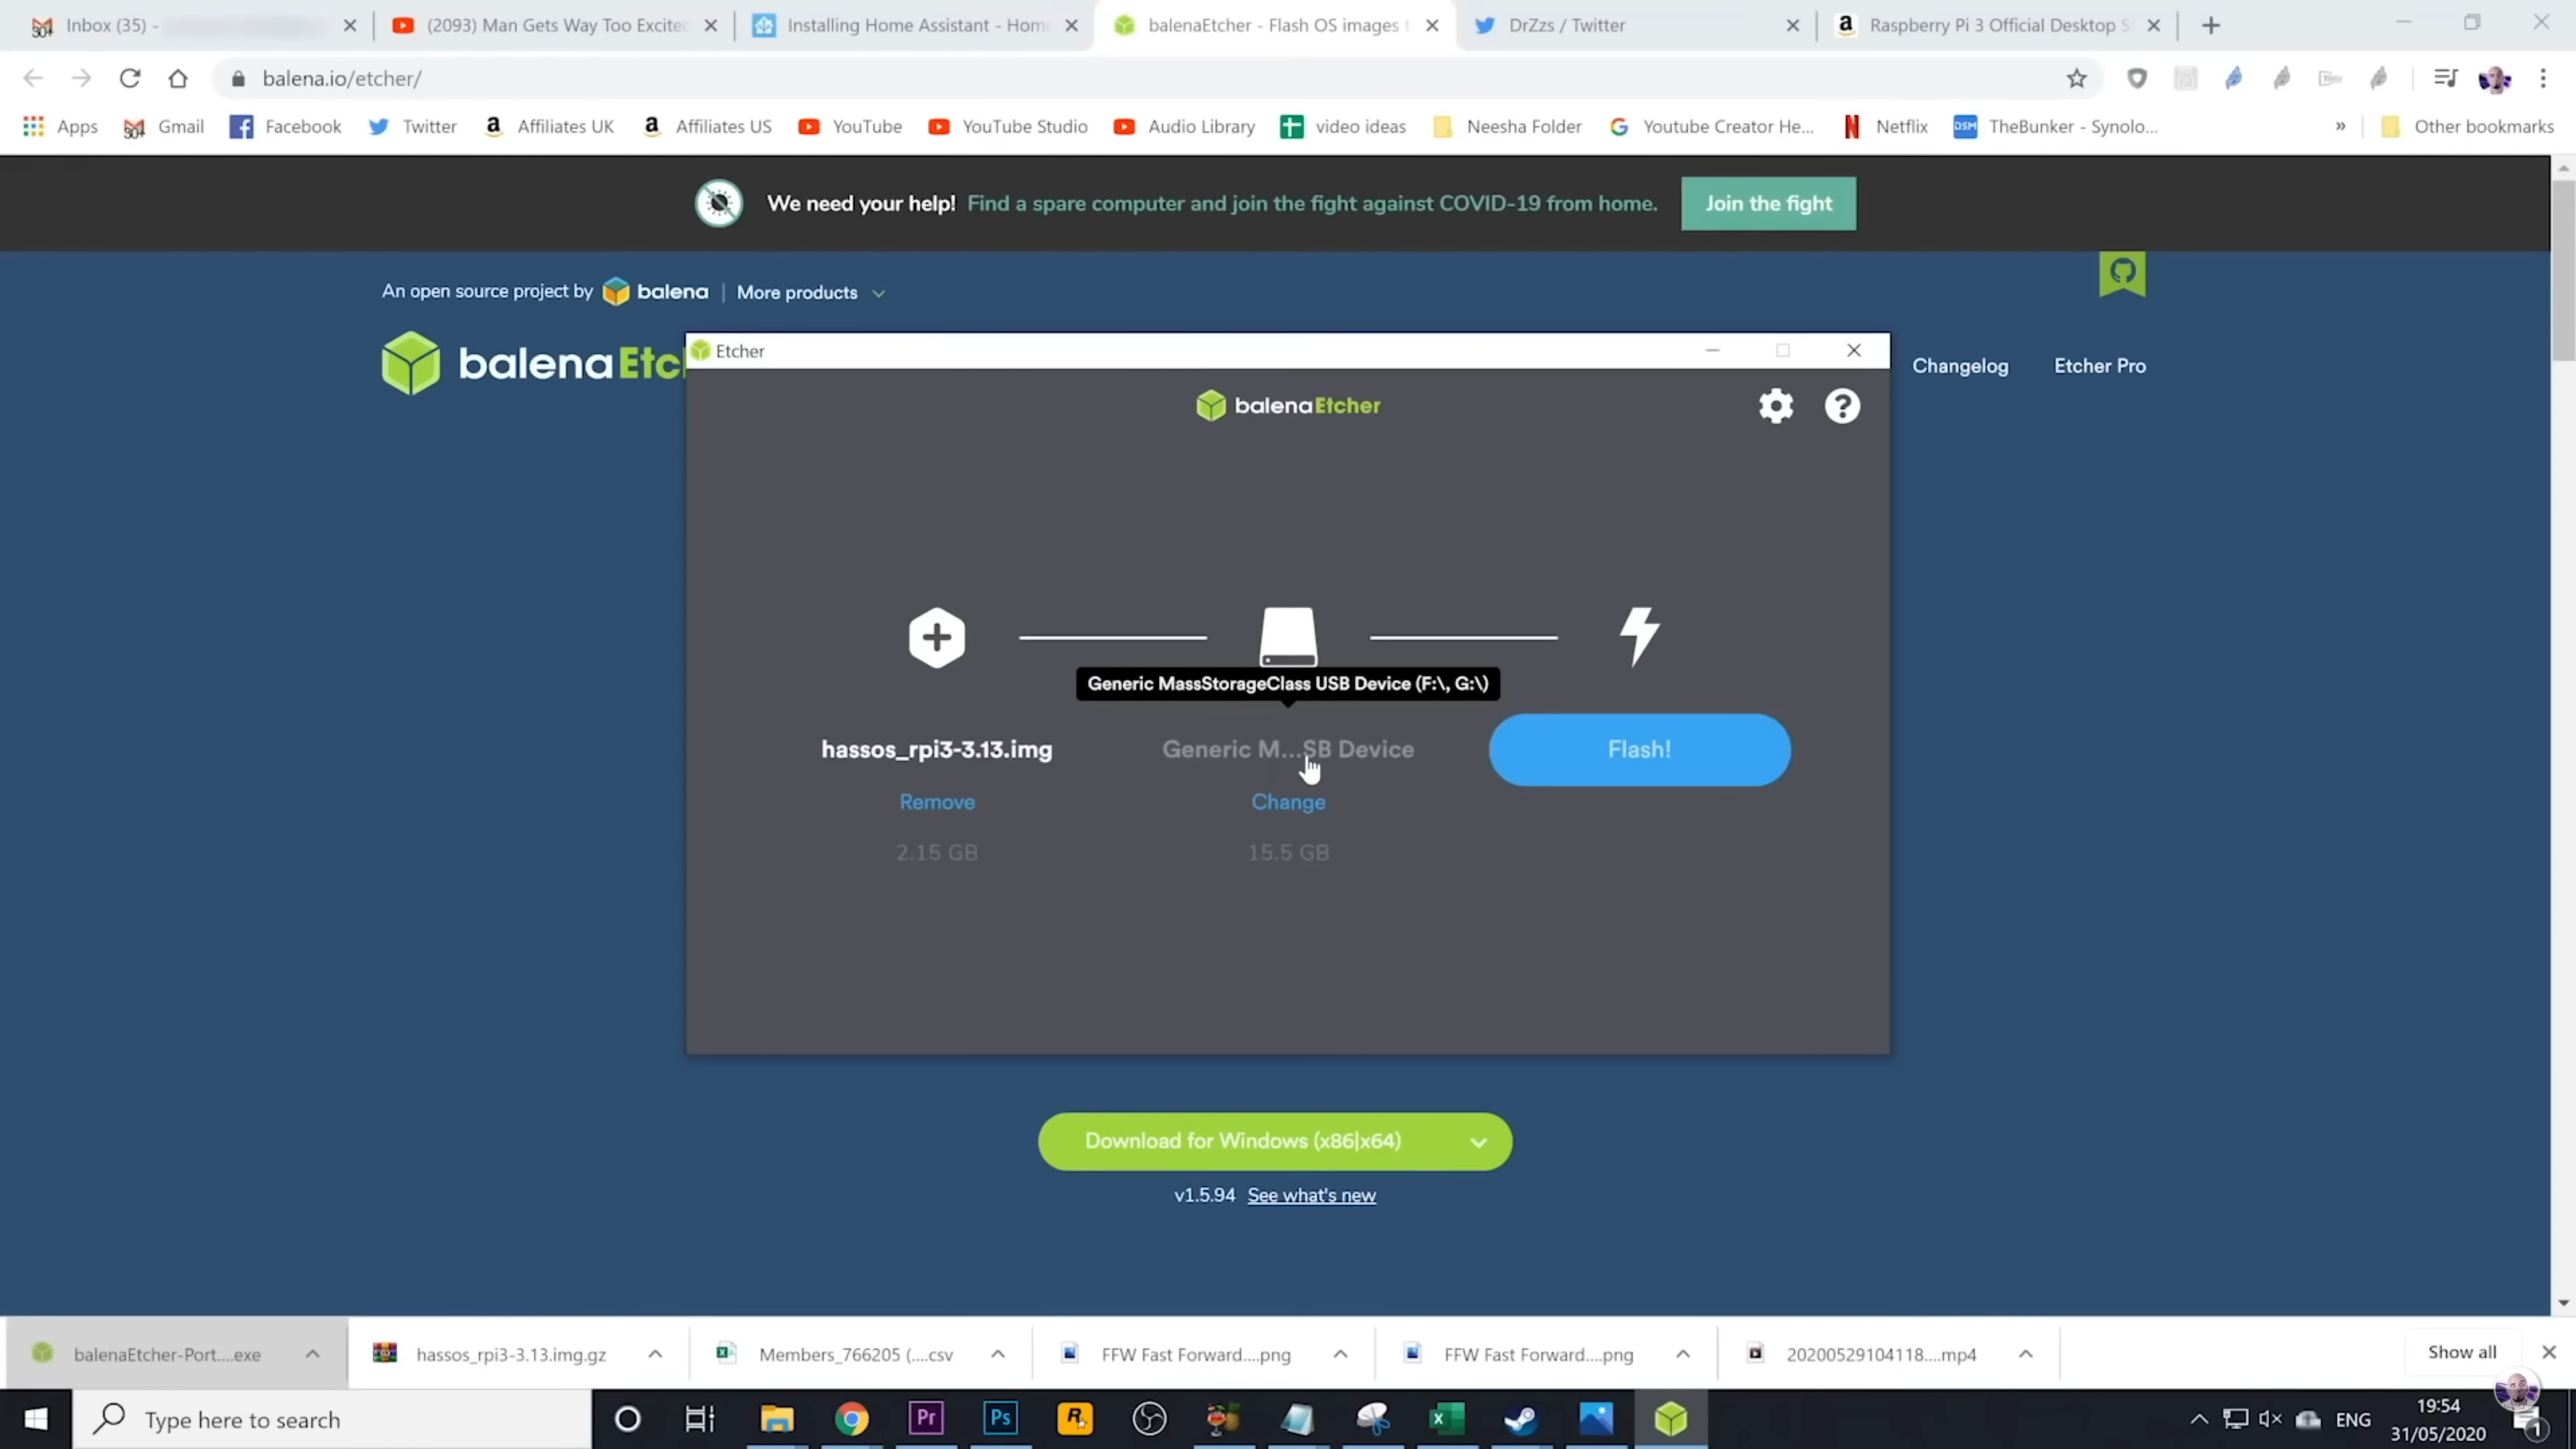 Inbox (35) -
(2093) Man Gets Way Too Excited
Installing Home Assistant - Home
balenaEtcher - Flash OS images t
DrZzs / Twitter
Raspberry Pi 3 Official Desktop S
balena.io/etcher/
Apps
Gmail
Facebook
Twitter
Affiliates UK
Affiliates US
YouTube
YouTube Studio
Audio Library
video ideas
Neesha Folder
Youtube Creator He...
Netflix
DSM
TheBunker - Synolo...
»
Other bookmarks
We need your help! Find a spare computer and join the fight against COVID-19 from home.
Join the fight
An open source project by balena | More products
balenaEtc
Changelog
Etcher Pro
Etcher
balenaEtcher
Generic MassStorageClass USB Device (F:\, G:\)
hassos_rpi3-3.13.img
Generic M...SB Device
Flash!
Remove
Change
2.15 GB
15.5 GB
Download for Windows (x86|x64)
v1.5.94 See what's new
balenaEtcher-Port....exe
hassos_rpi3-3.13.img.gz
Members_766205 (....csv
FFW Fast Forward....png
FFW Fast Forward....png
20200529104118....mp4
Show all
Type here to search
Pr
Ps
ENG
19:54
31/05/2020
1